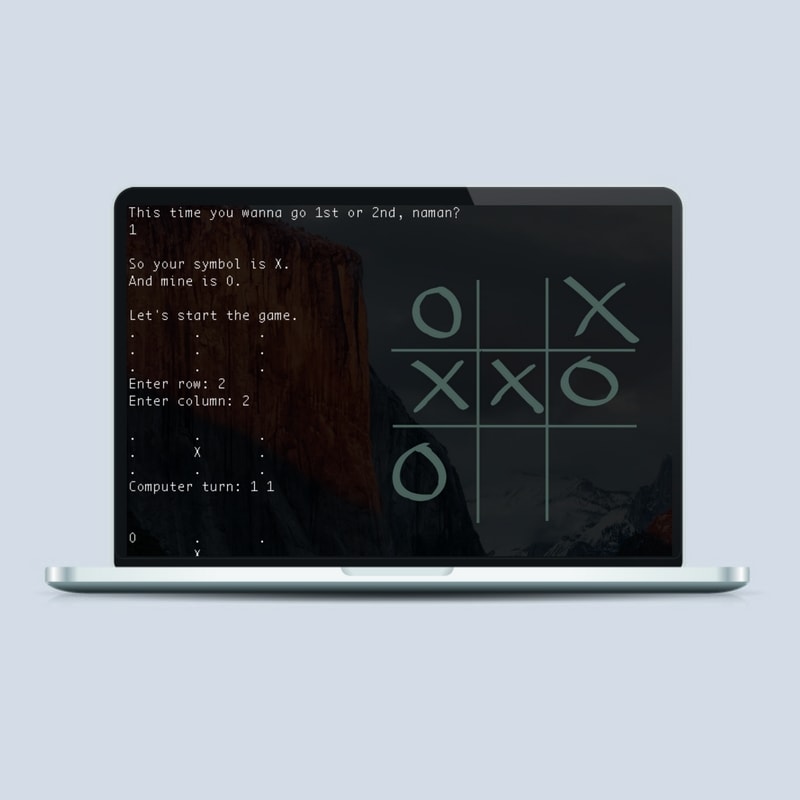 This time you wanna go 1st or 2nd, naman?
1
So your symbol is X.
And mine is O.
Let's start the game.
. . .
. . .
. . .
Enter row: 2
Enter column: 2
. . .
. X .
. . .
Computer turn: 1 1
O . .
X
O X
X X O
O